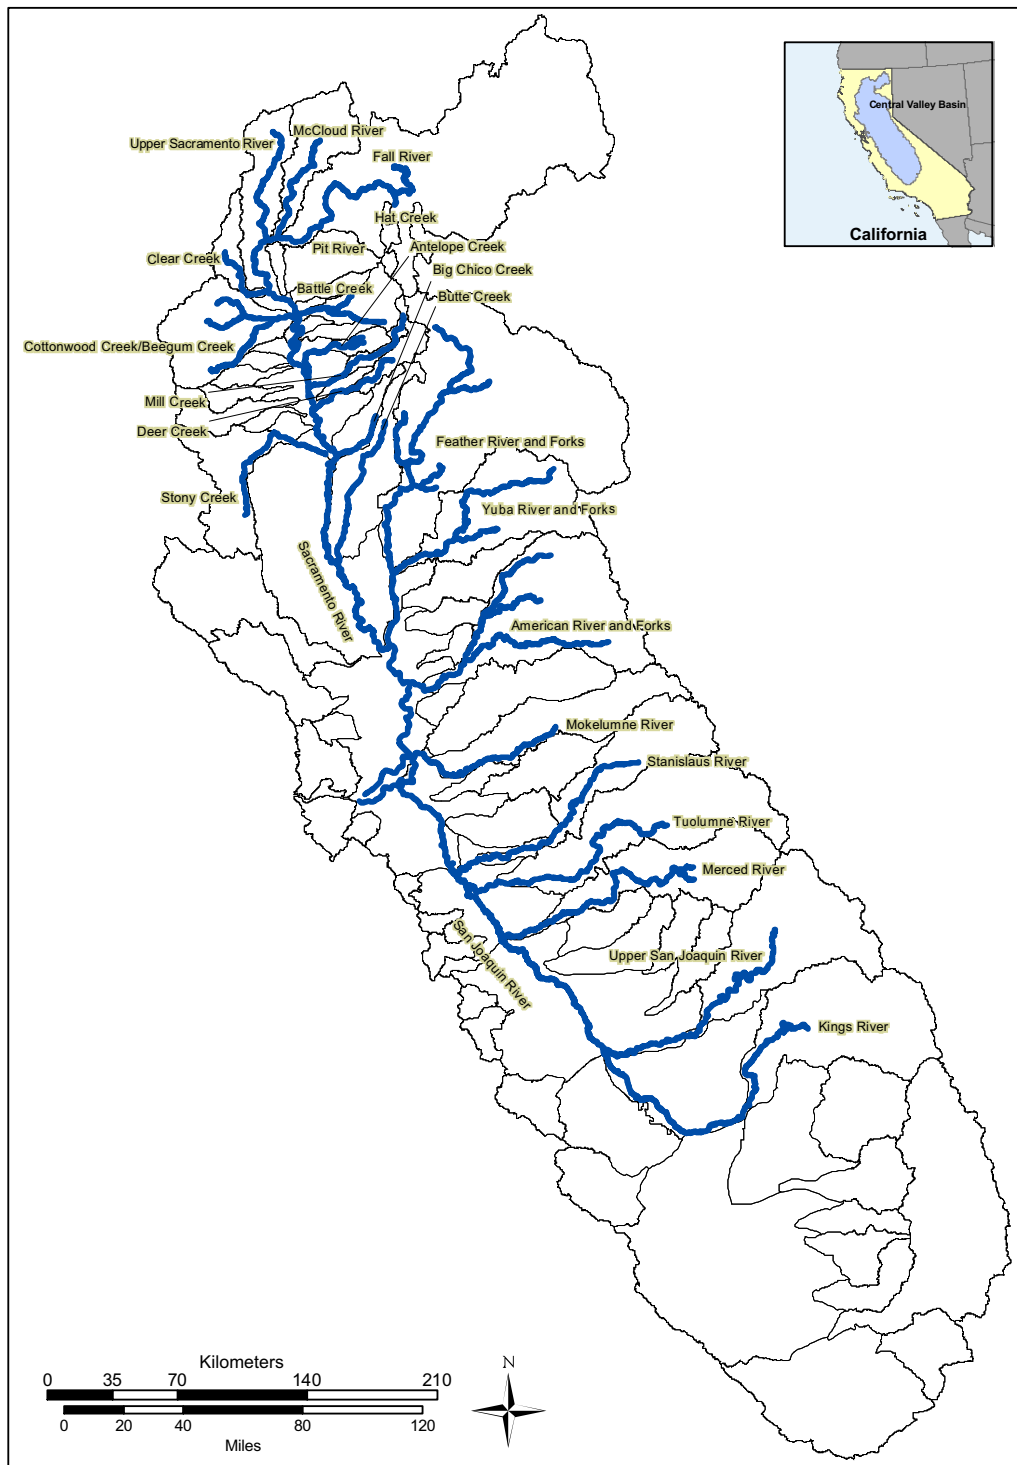 Central Valley Basin
California
McCloud River
Upper Sacramento River
Fall River
Hat Creek
Pit River
Antelope Creek
Clear Creek
Big Chico Creek
Battle Creek
Butte Creek
Cottonwood Creek/Beegum Creek
Mill Creek
Deer Creek
Feather River and Forks
Stony Creek
Yuba River and Forks
Sacramento River
American River and Forks
Mokelumne River
Stanislaus River
Tuolumne River
Merced River
San Joaquin River
Upper San Joaquin River
Kings River
Kilometers
0 35 70 140 210
0 20 40 80 120
Miles
N